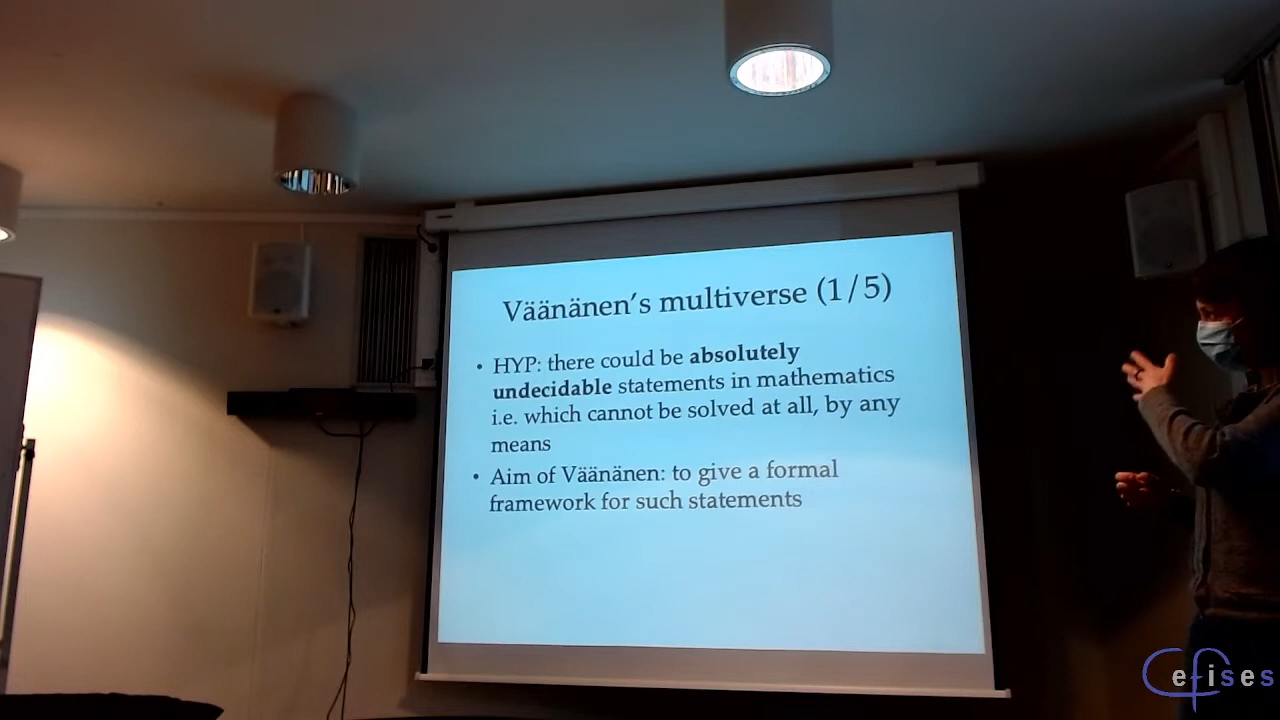 Väänänen's multiverse (1/5)
• HYP: there could be absolutely
undecidable statements in mathematics
i.e. which cannot be solved at all, by any
means
• Aim of Väänänen: to give a formal
framework for such statements
efises